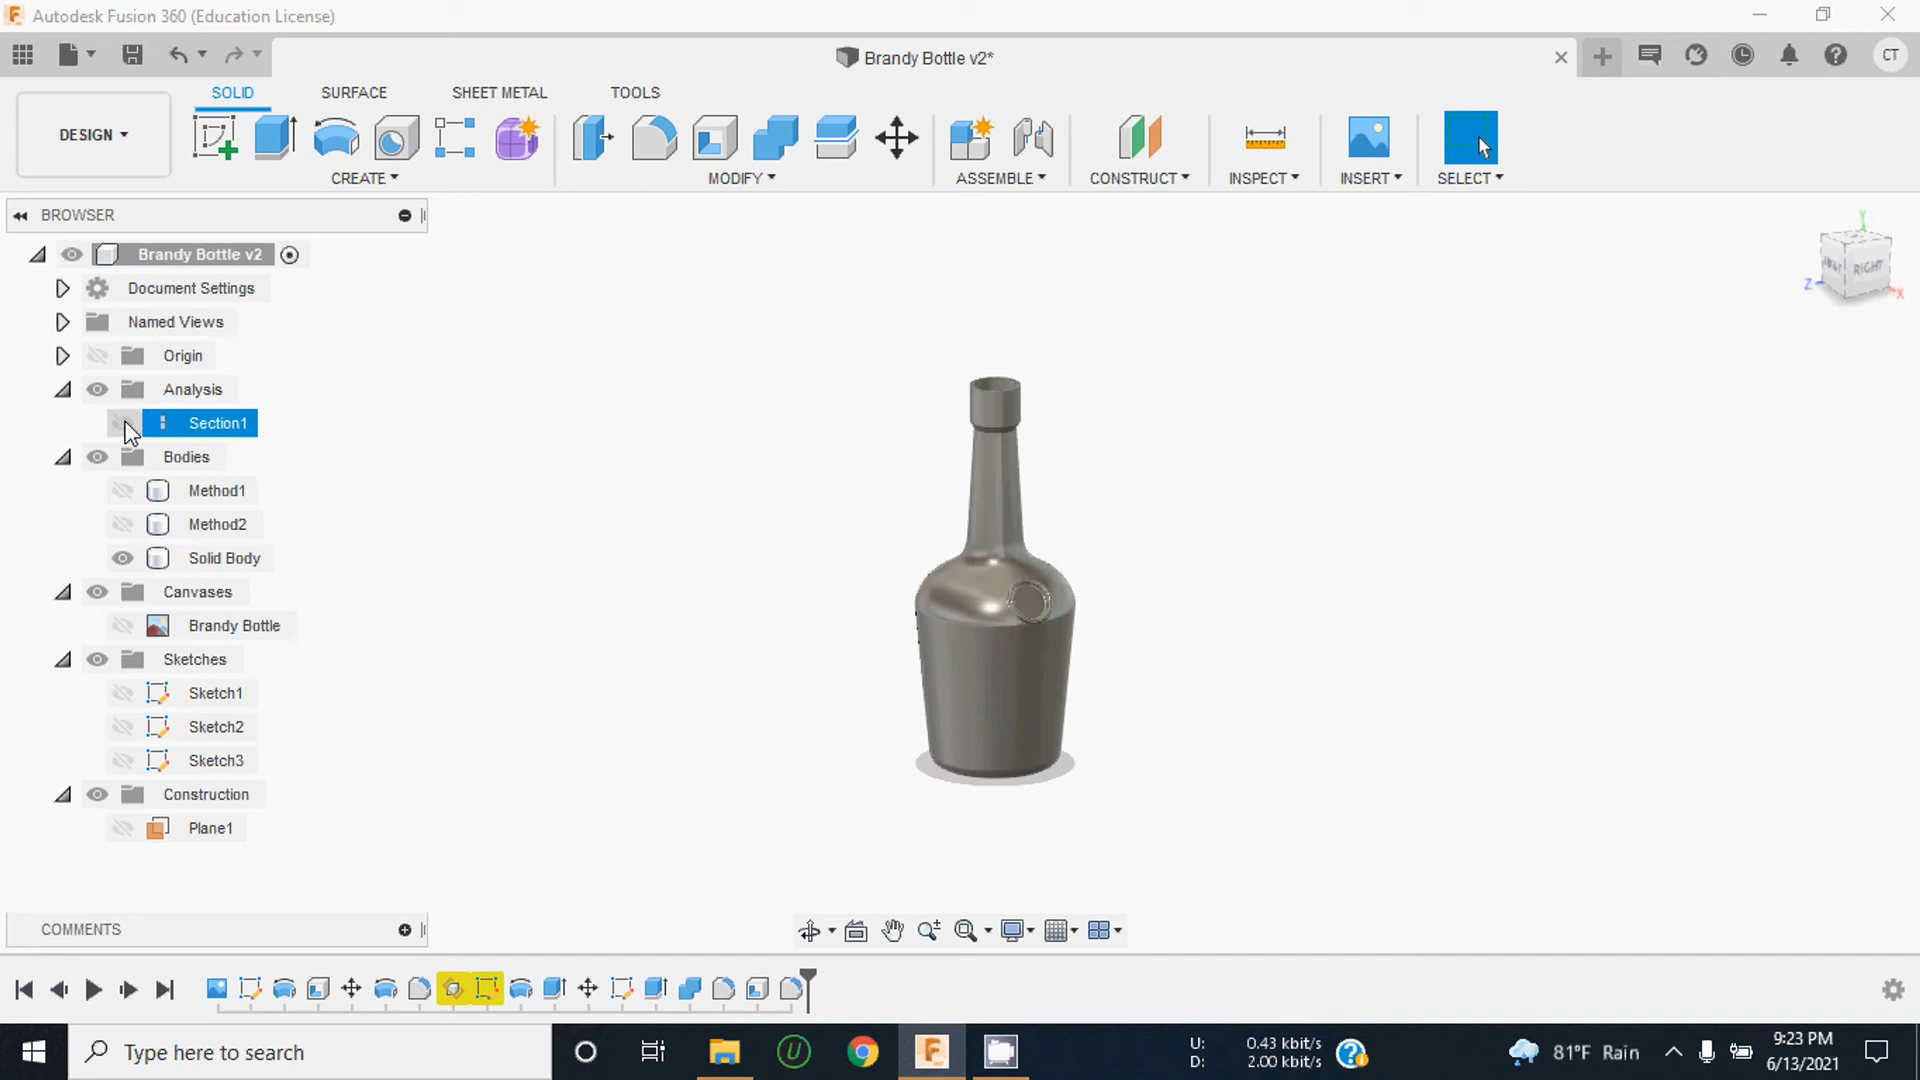 Autodesk Fusion 360 (Education License)
Brandy Bottle v2*
CT
SOLID SURFACE SHEET METAL TOOLS
DESIGN
CREATE MODIFY ASSEMBLE CONSTRUCT INSPECT INSERT SELECT
BROWSER
Brandy Bottle v2
Document Settings
Named Views
Origin
Analysis
Section1
Bodies
Method1
Method2
Solid Body
Canvases
Brandy Bottle
Sketches
Sketch1
Sketch2
Sketch3
Construction
Plane1
Y
RIGHT
Z
X
COMMENTS
Type here to search
U: 0.43 kbit/s
D: 2.00 kbit/s
81°F Rain
9:23 PM
6/13/2021